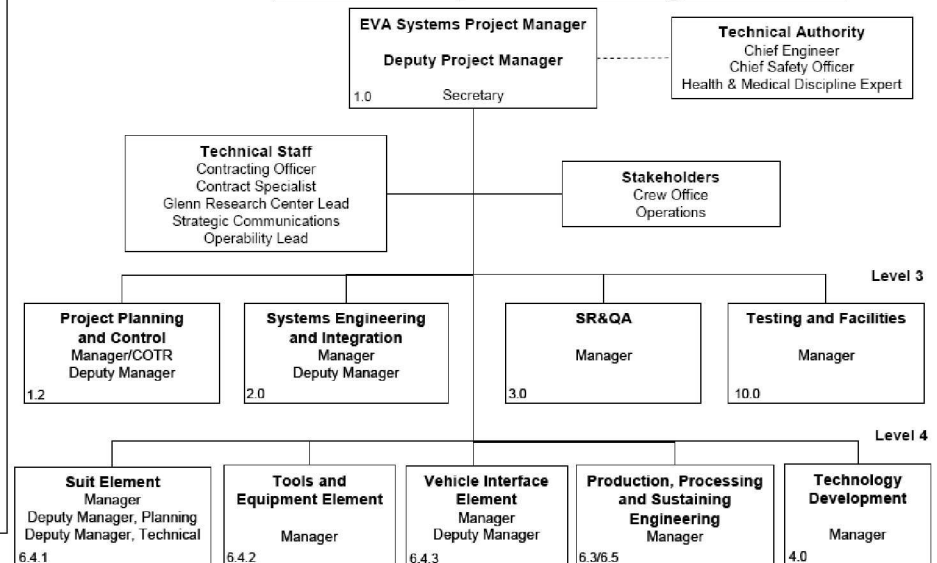 EVA Systems Project Manager
Deputy Project Manager
1.0 Secretary
Technical Authority
Chief Engineer
Chief Safety Officer
Health & Medical Discipline Expert
Technical Staff
Contracting Officer
Contract Specialist
Glenn Research Center Lead
Strategic Communications
Operability Lead
Stakeholders
Crew Office
Operations
Level 3
Project Planning
and Control
Manager/COTR
Deputy Manager
1.2
Systems Engineering
and Integration
Manager
Deputy Manager
2.0
SR&QA
Manager
3.0
Testing and Facilities
Manager
10.0
Level 4
Suit Element
Manager
Deputy Manager, Planning
Deputy Manager, Technical
6.4.1
Tools and
Equipment Element
Manager
6.4.2
Vehicle Interface
Element
Manager
Deputy Manager
6.4.3
Production, Processing
and Sustaining
Engineering
Manager
6.3/6.5
Technology
Development
Manager
4.0